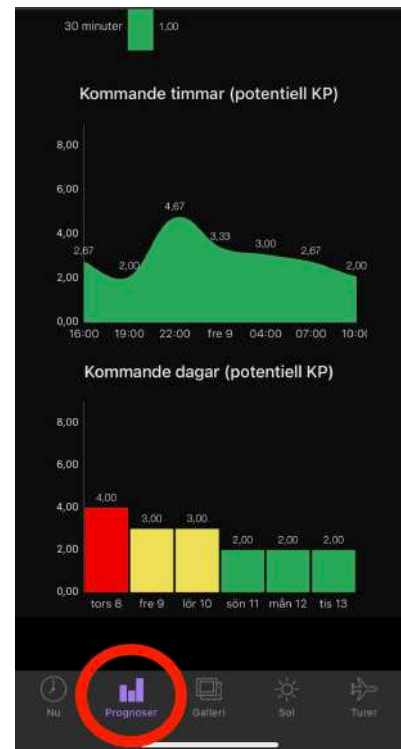 30 minuter 1,00
Kommande timmar (potentiell KP)
8,00
6,00
4,67
4,00
3,33
3,00
2,67
2,67
2,00
2,00
2,00
0,00
16:00 19:00 22:00 fre 9 04:00 07:00 10:0
Kommande dagar (potentiell KP)
8,00
6,00
4,00
4,00
3,00 3,00
2,00 2,00 2,00
2,00
0,00
tors 8 fre 9 lör 10 sön 11 mån 12 tis 13
Nu Prognoser Galleri Sol Turer